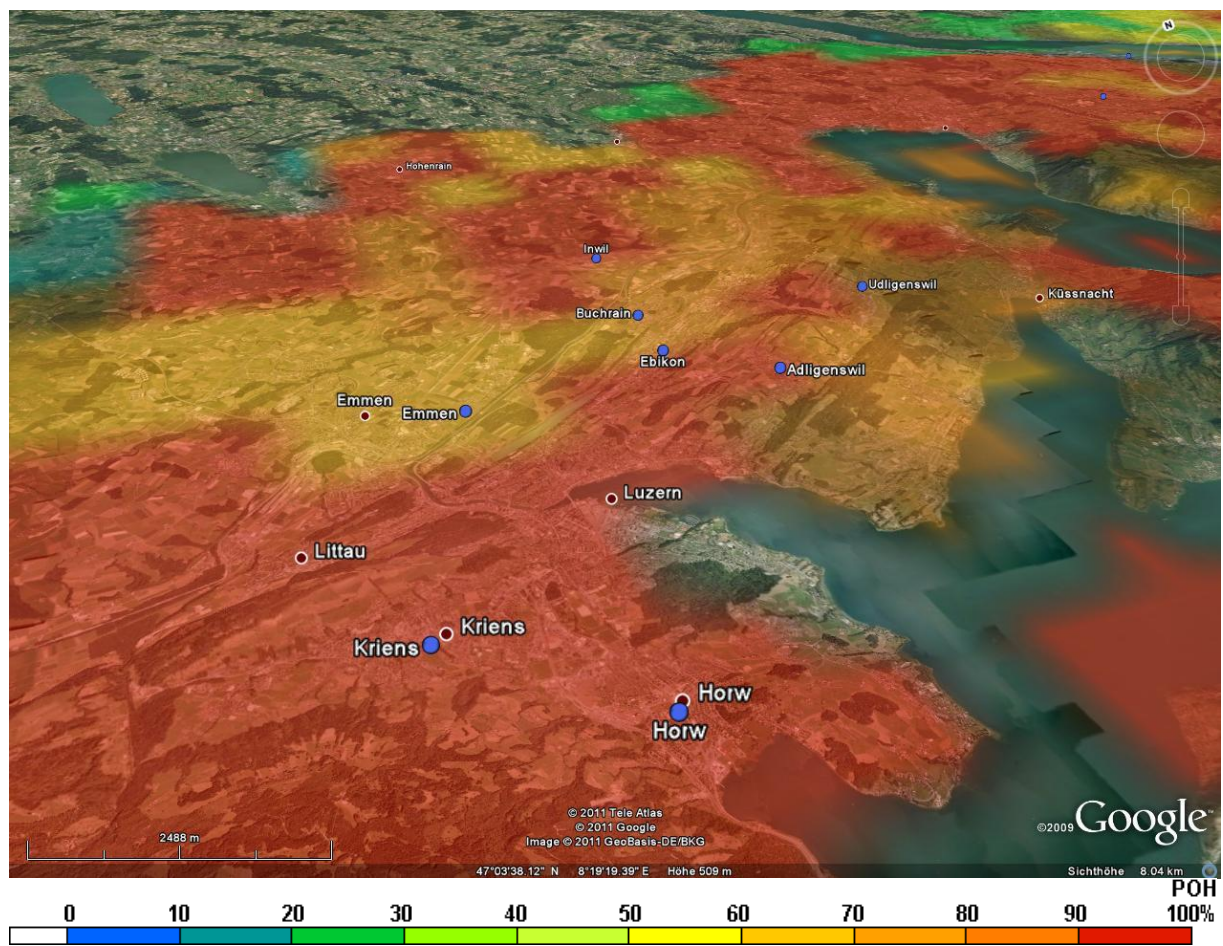 N
Hohenrain
Inwil
Udligenswil
Küssnacht
Buchrain
Ebikon
Adligenswil
Emmen
Emmen
Luzern
Littau
Kriens
Kriens
Horw
Horw
© 2011 Tele Atlas
© 2011 Google
Image © 2011 GeoBasis-DE/BKG
©2009 Google™
2488 m
47°03'38.12" N 8°19'19.39" E Höhe 509 m
Sichthöhe 8.04 km
POH
0 10 20 30 40 50 60 70 80 90 100%